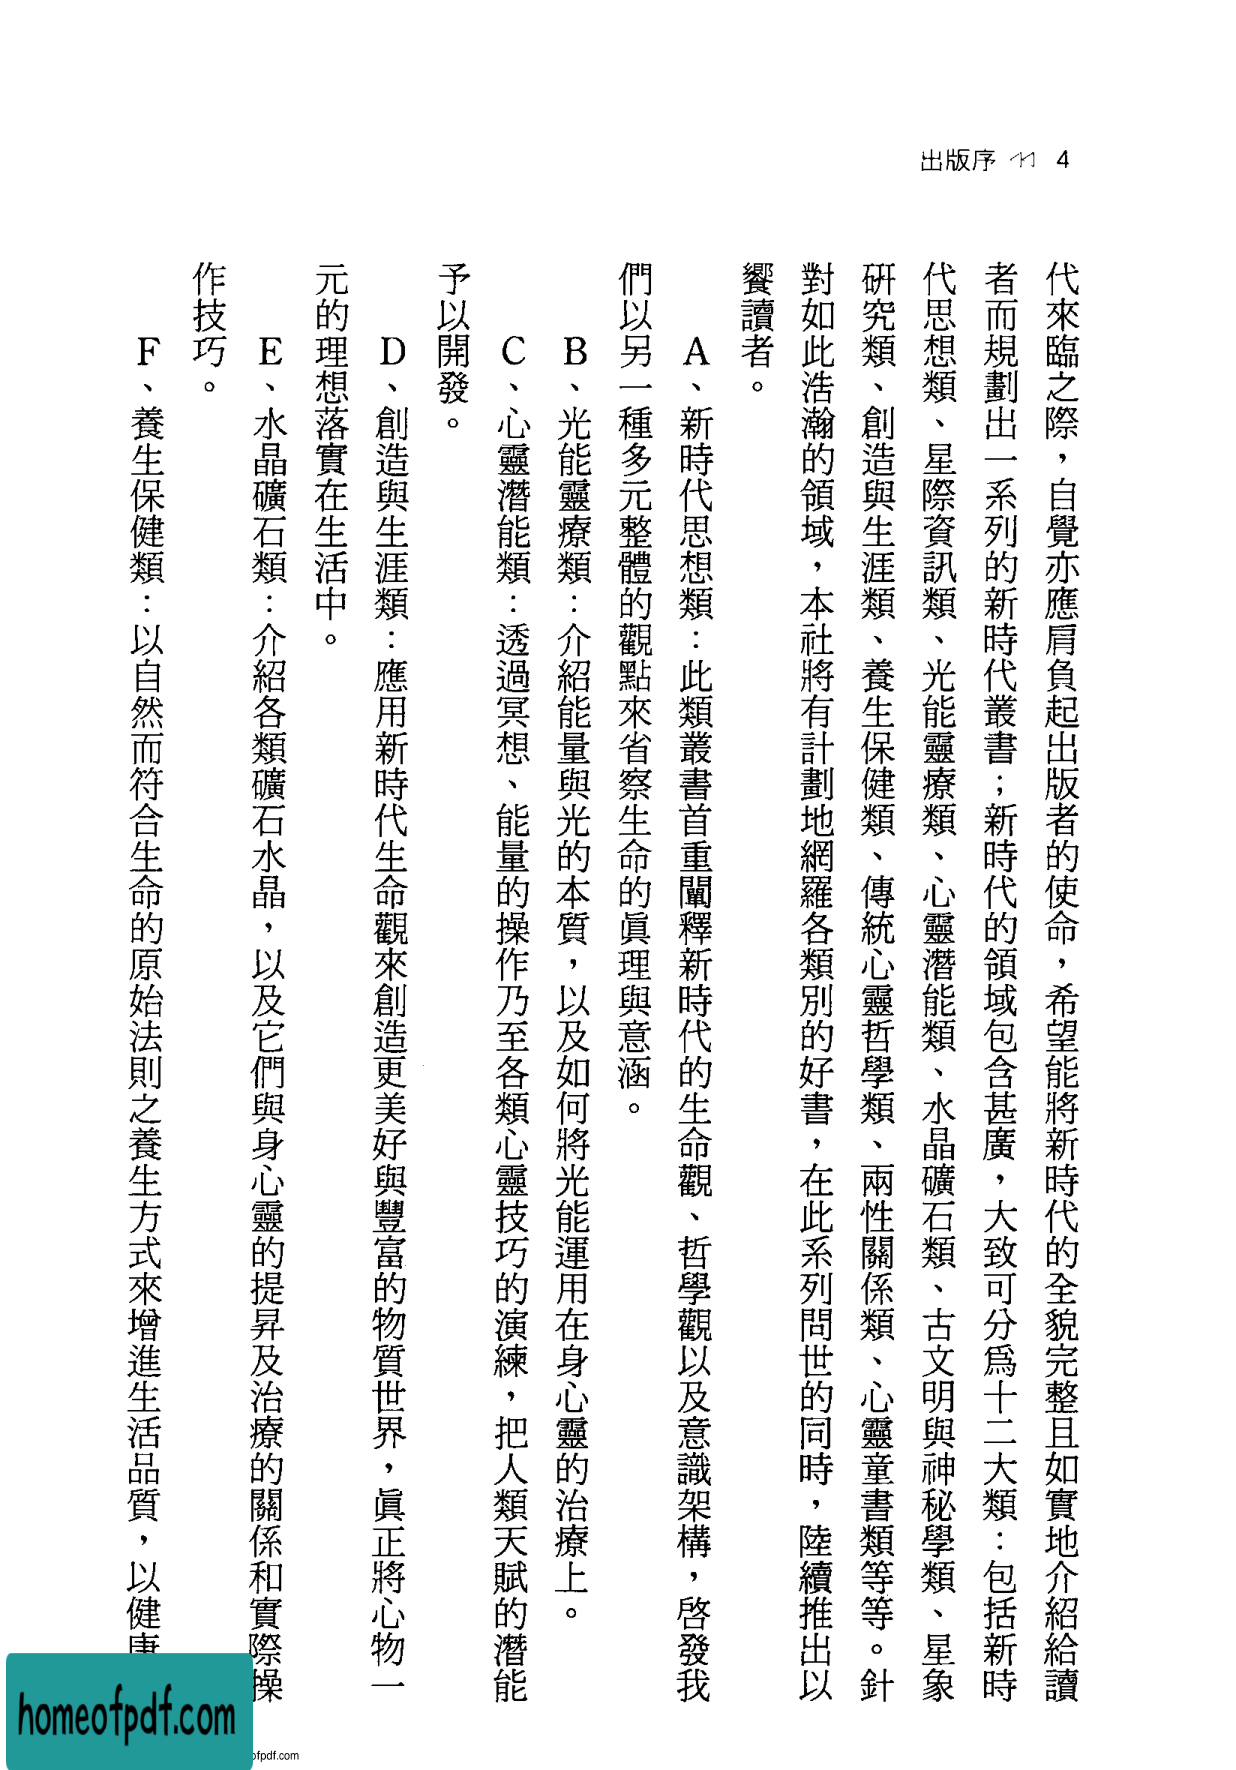 出版序 4
代來臨之際，自覺亦應肩負起出版者的使命，希望能將新時代的全貌完整且如實地介紹給讀
者而規劃出一系列的新時代叢書；新時代的領域包含甚廣，大致可分爲十二大類：包括新時
代思想類、星際資訊類、光能靈療類、心靈潛能類、水晶礦石類、古文明與神秘學類、星象
研究類、創造與生涯類、養生保健類、傳統心靈哲學類、兩性關係類、心靈童書類等等。針
對如此浩瀚的領域，本社將有計劃地網羅各類別的好書，在此系列問世的同時，陸續推出以
饗讀者。
A、新時代思想類：此類叢書首重闡釋新時代的生命觀、哲學觀以及意識架構，啓發我
們以另一種多元整體的觀點來省察生命的眞理與意涵。
B、光能靈療類：介紹能量與光的本質，以及如何將光能運用在身心靈的治療上。
C、心靈潛能類：透過冥想、能量的操作乃至各類心靈技巧的演練，把人類天賦的潛能
予以開發。
D、創造與生涯類：應用新時代生命觀來創造更美好與豐富的物質世界，眞正將心物一
元的理想落實在生活中。
E、水晶礦石類：介紹各類礦石水晶，以及它們與身心靈的提昇及治療的關係和實際操
作技巧。
F、養生保健類：以自然而符合生命的原始法則之養生方式來增進生活品質，以健康
homeofpdf.com
ofpdf.com